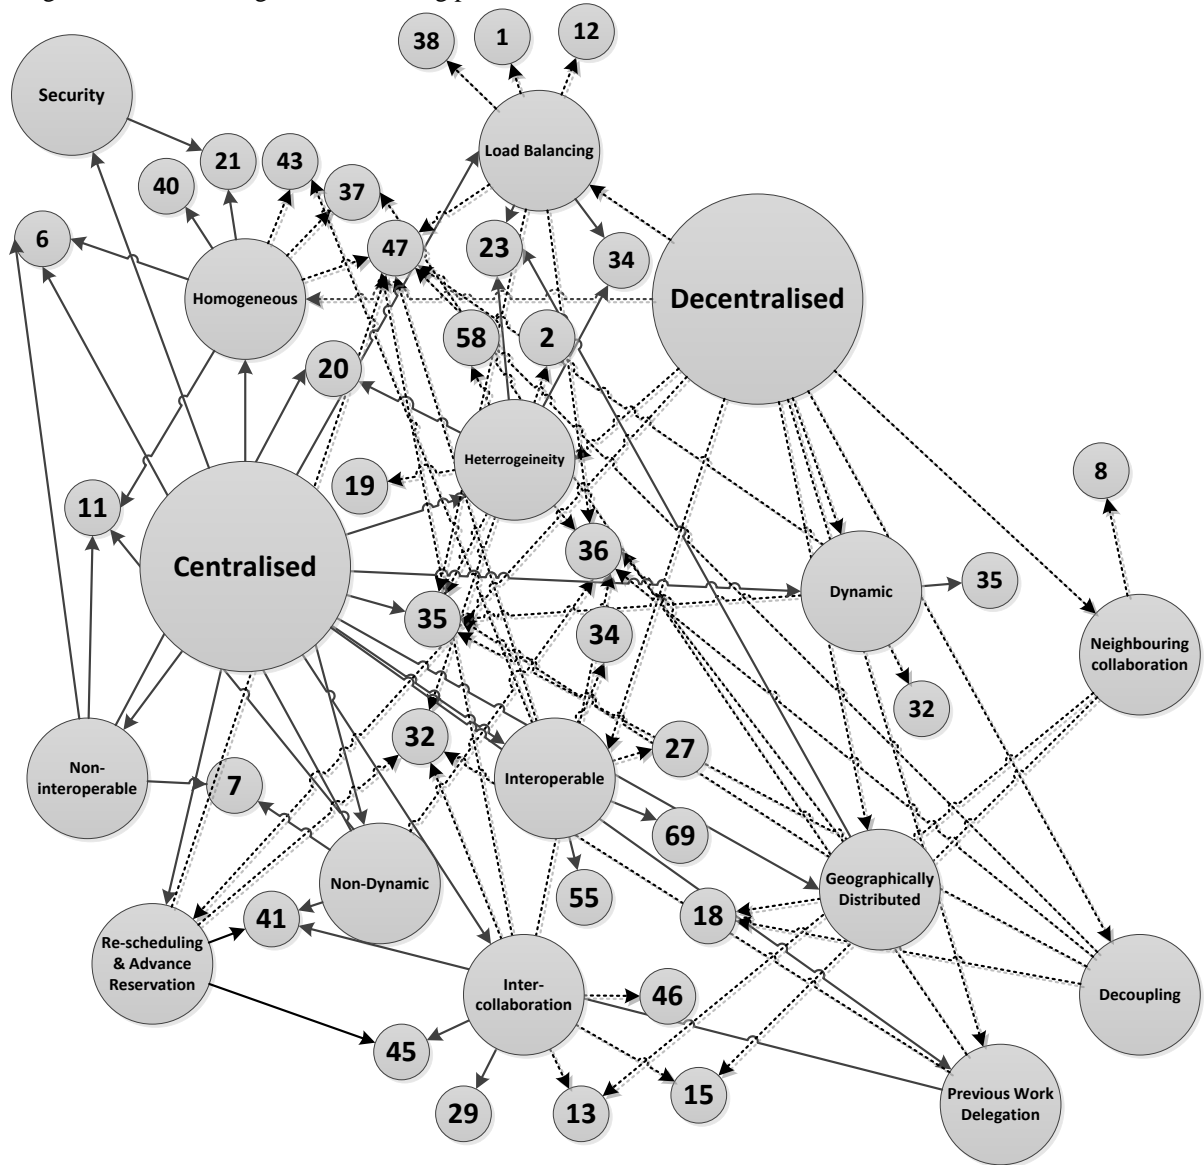 38
1
12
Security
Load Balancing
21
43
40
37
6
47
23
34
Homogeneous
Decentralised
58
2
20
Heterrogeineity
8
19
11
36
Centralised
35
Dynamic
35
34
Neighbouring
collaboration
32
32
27
Non-
interoperable
7
Interoperable
69
Non-Dynamic
55
Geographically
Distributed
41
18
Re-scheduling
& Advance
Reservation
Inter-
collaboration
46
Decoupling
45
15
29
13
Previous Work
Delegation